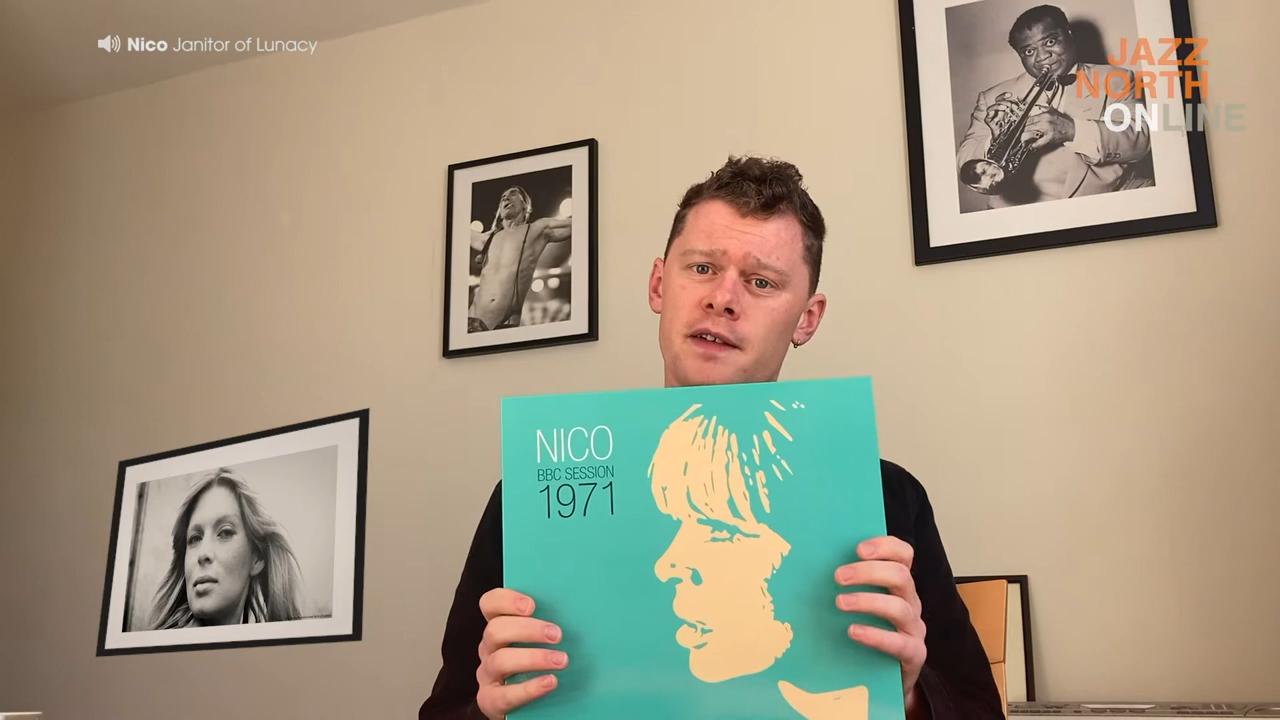 Nico Janitor of Lunacy
JAZZ
NORTH
ONLINE
NICO
BBC SESSION
1971